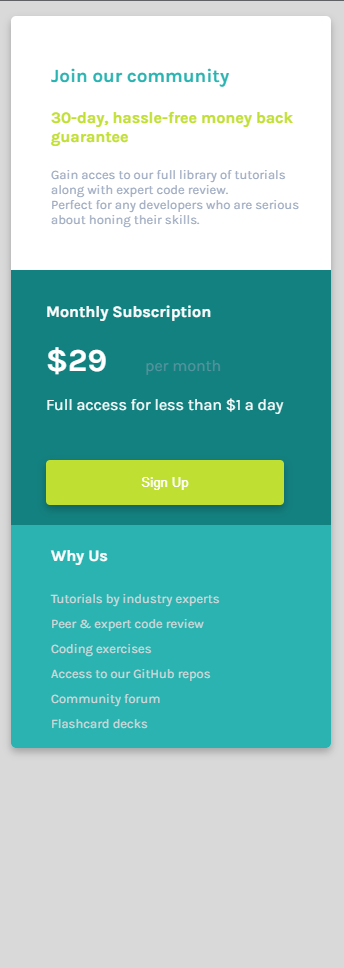 Join our community
30-day, hassle-free money back
guarantee
Gain acces to our full library of tutorials
along with expert code review.
Perfect for any developers who are serious
about honing their skills.
Monthly Subscription
$29 per month
Full access for less than $1 a day
Sign Up
Why Us
Tutorials by industry experts
Peer & expert code review
Coding exercises
Access to our GitHub repos
Community forum
Flashcard decks